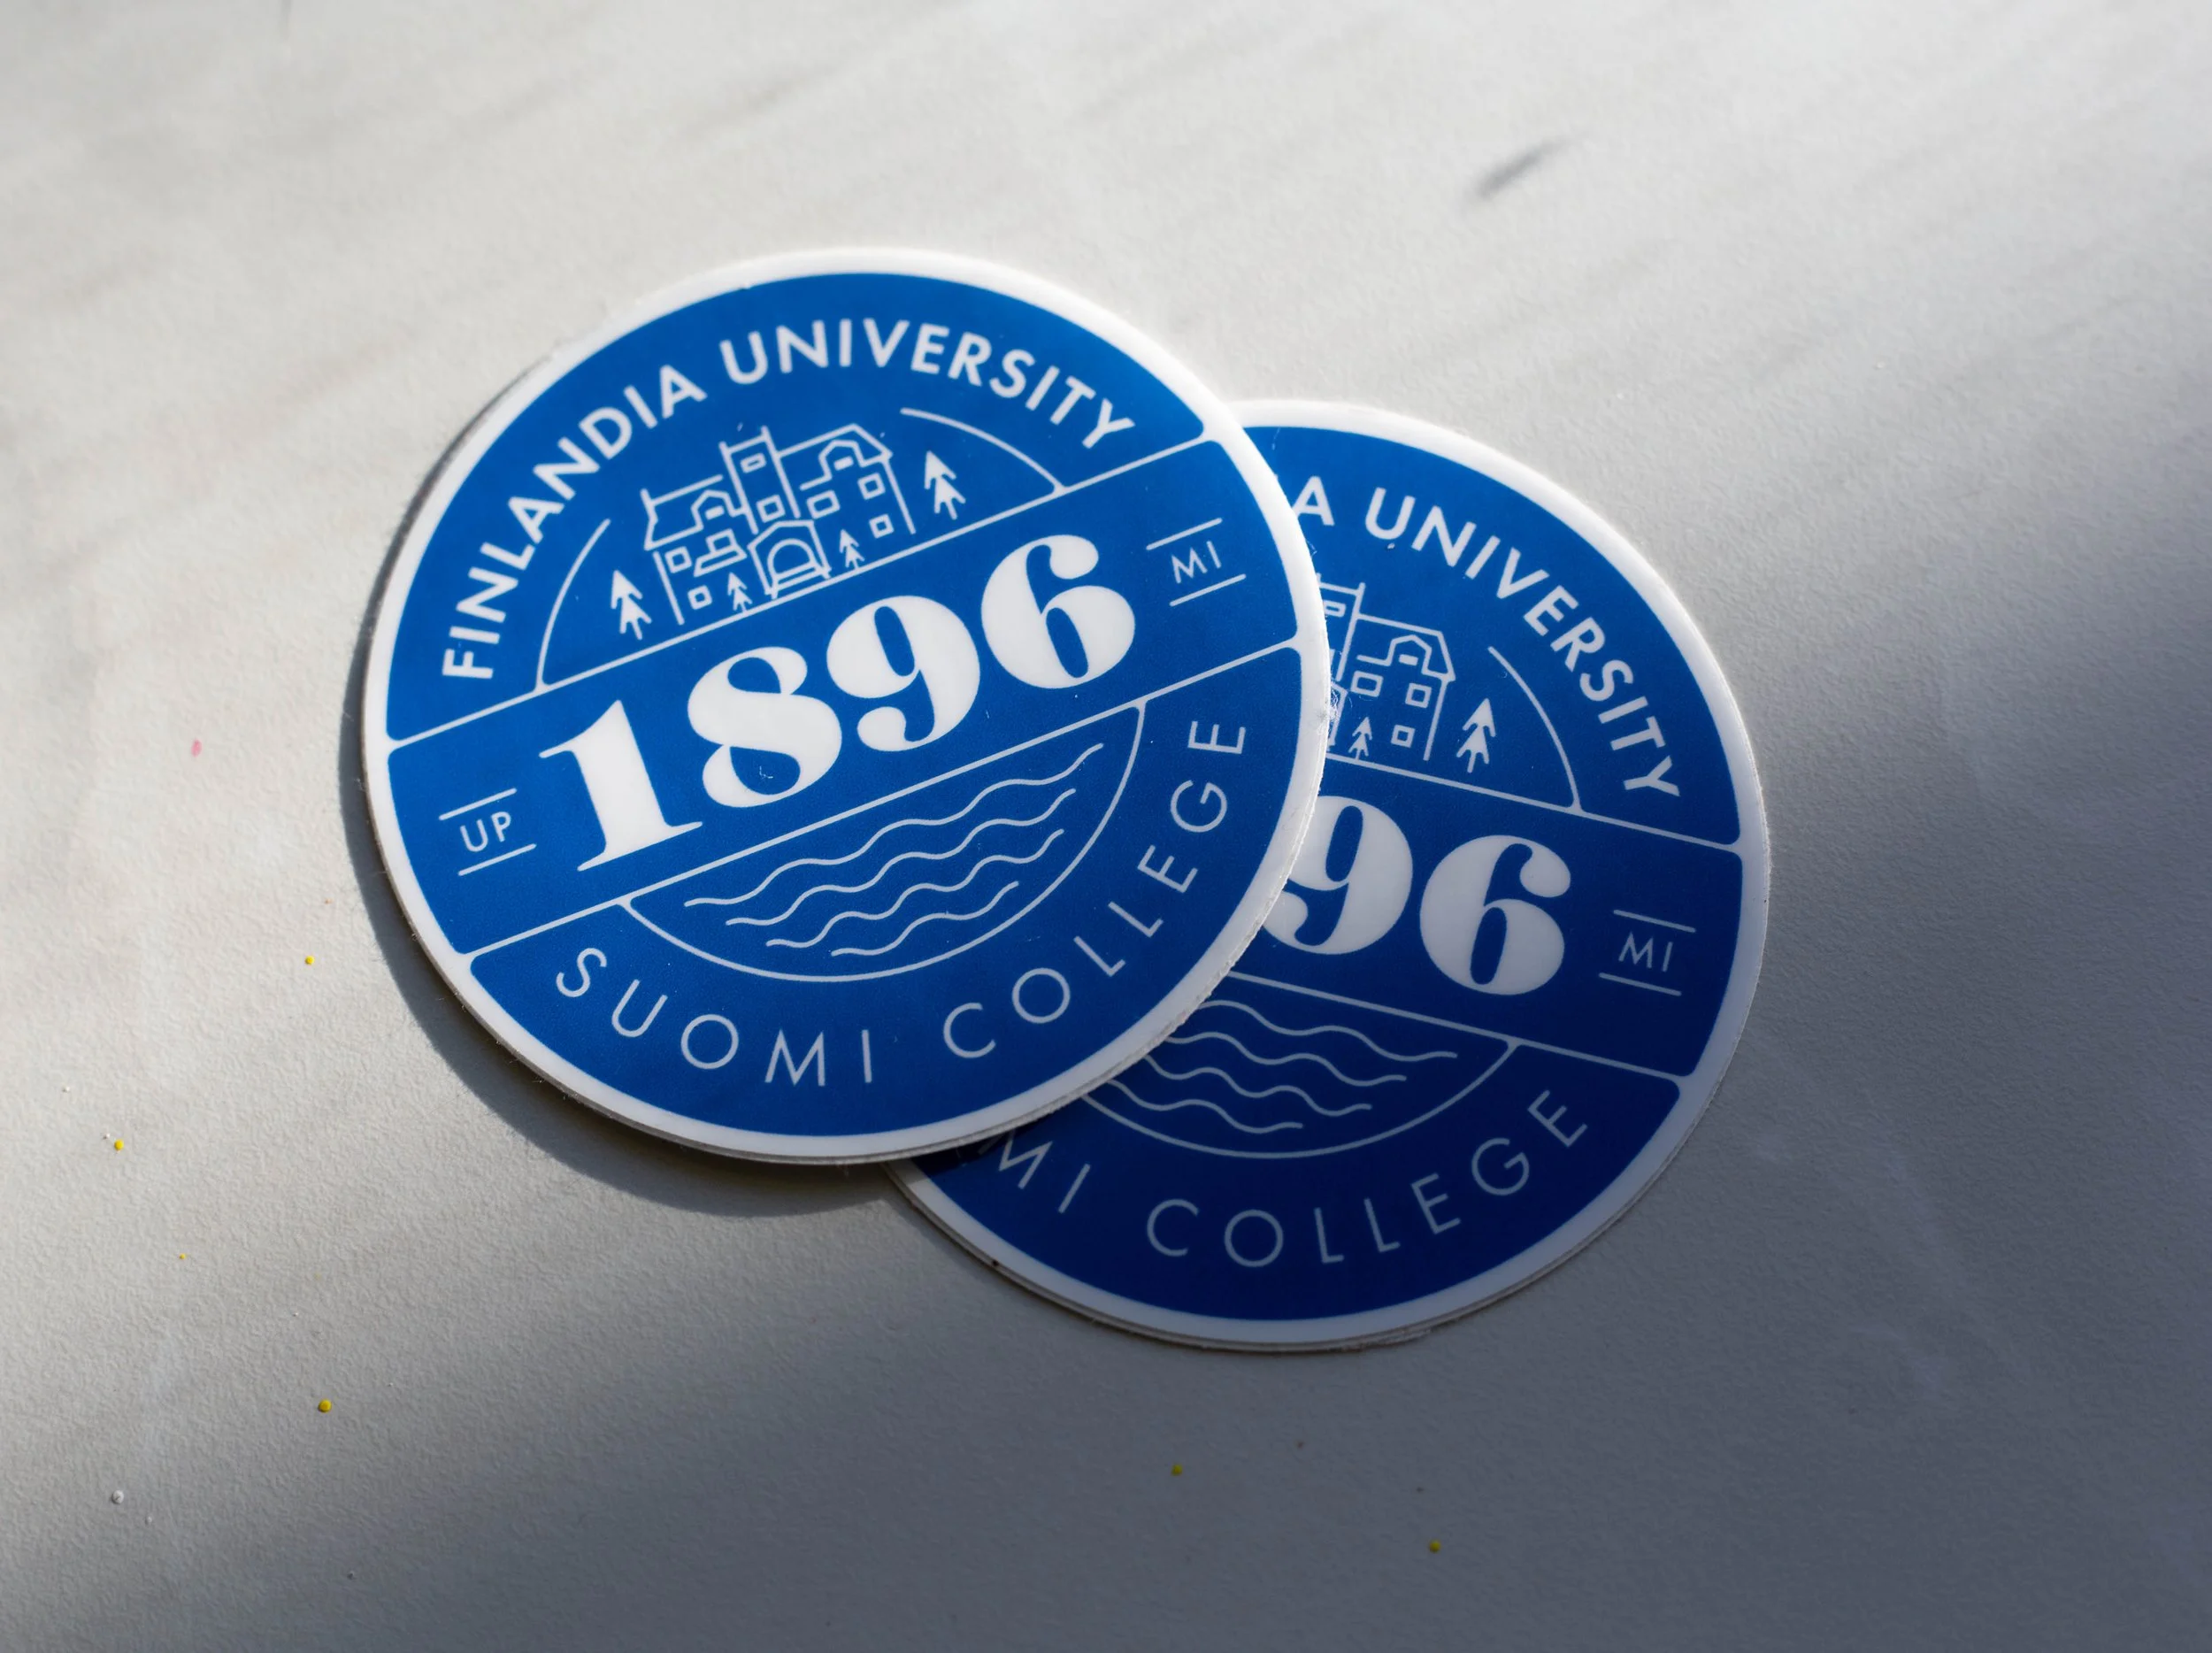 FINLANDIA UNIVERSITY
UP 1896 MI
SUOMI COLLEGE
A UNIVERSITY
96 MI
MI COLLEGE